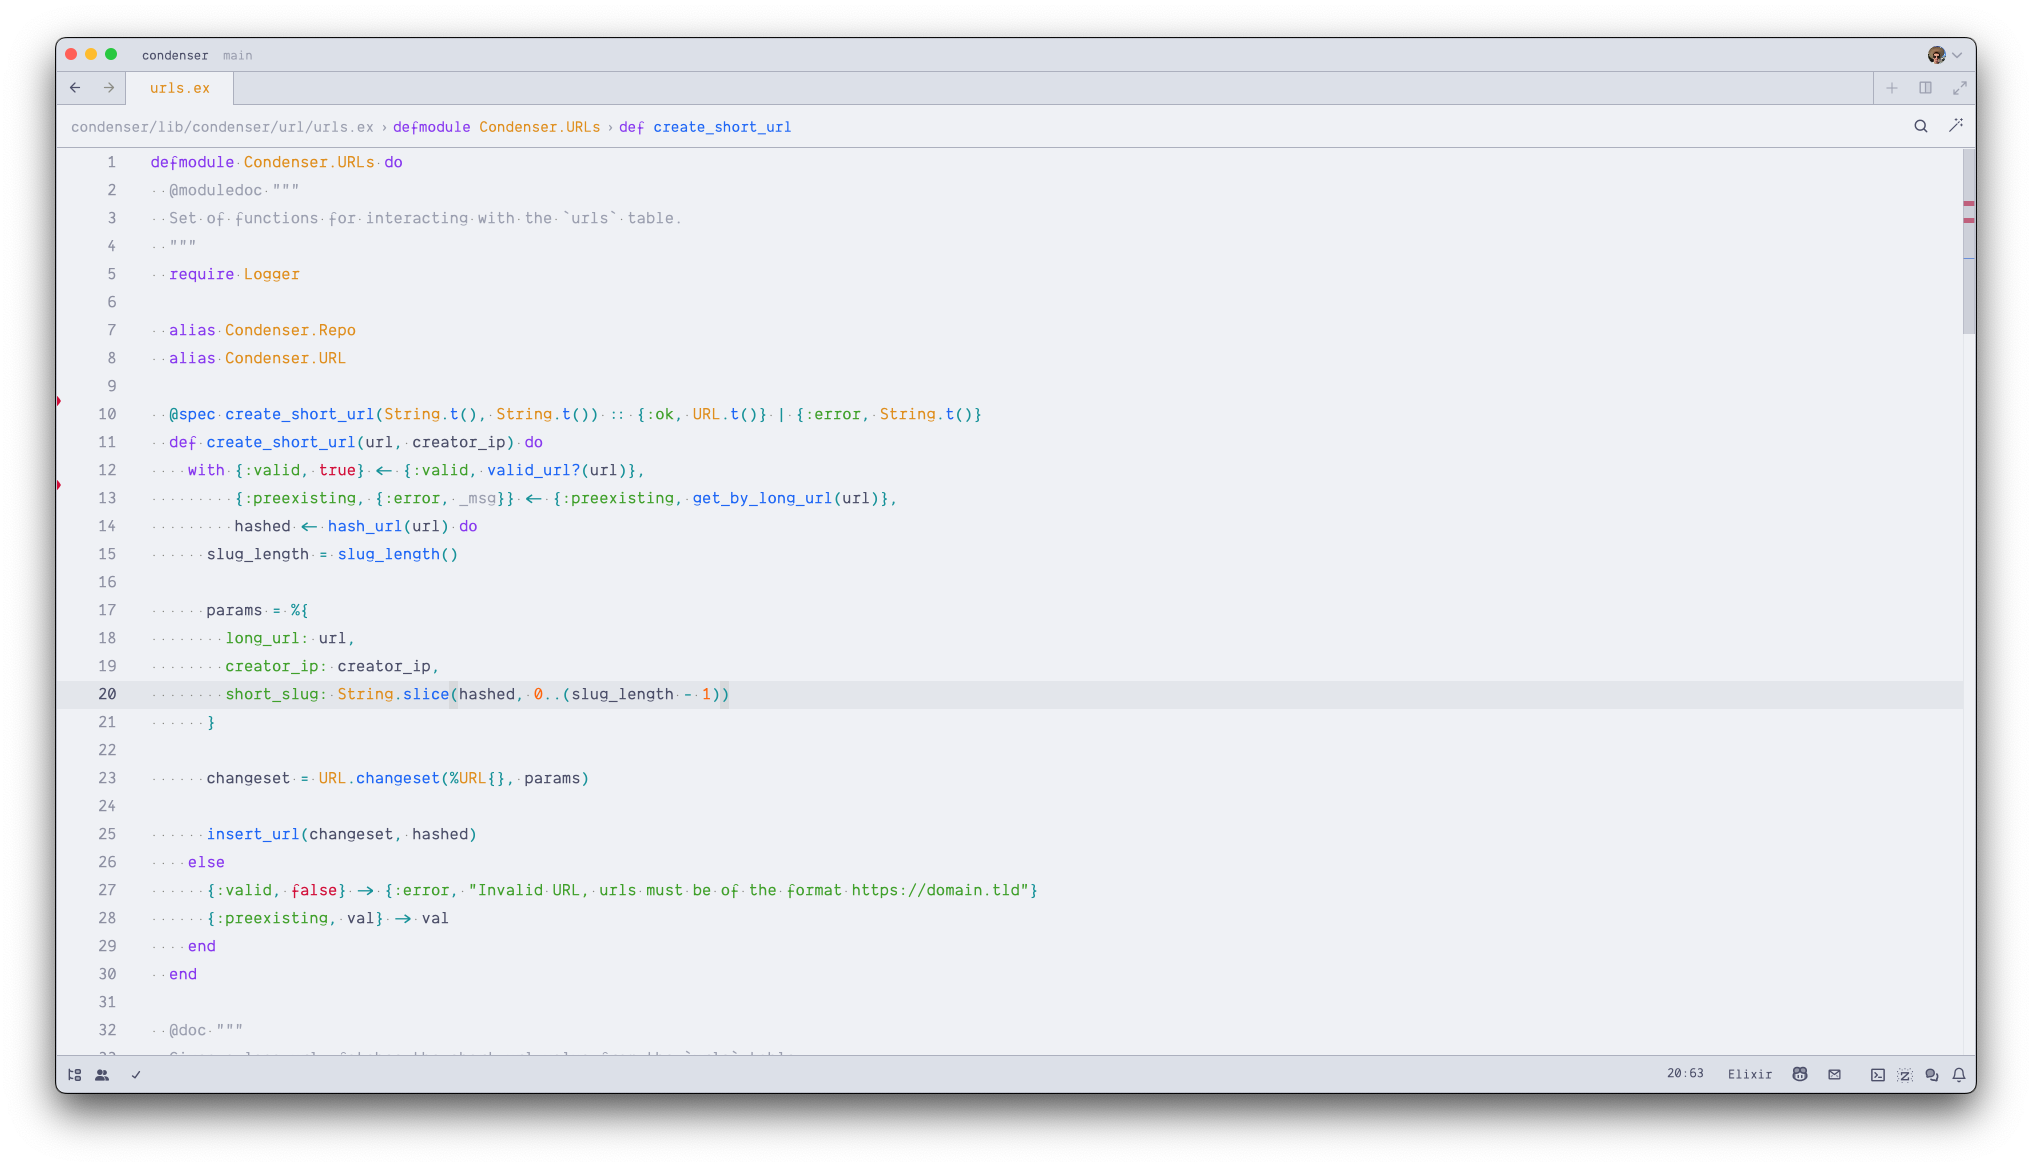 condenser main
urls.ex
condenser/lib/condenser/url/urls.ex › defmodule Condenser.URLs › def create_short_url
1 defmodule Condenser.URLs do
2   @moduledoc """
3   Set of functions for interacting with the `urls` table.
4   """
5   require Logger
6
7   alias Condenser.Repo
8   alias Condenser.URL
9
10   @spec create_short_url(String.t(), String.t()) :: {:ok, URL.t()} | {:error, String.t()}
11   def create_short_url(url, creator_ip) do
12     with {:valid, true} <- {:valid, valid_url?(url)},
13          {:preexisting, {:error, _msg}} <- {:preexisting, get_by_long_url(url)},
14          hashed <- hash_url(url) do
15       slug_length = slug_length()
16
17       params = %{
18         long_url: url,
19         creator_ip: creator_ip,
20         short_slug: String.slice(hashed, 0..(slug_length - 1))
21       }
22
23       changeset = URL.changeset(%URL{}, params)
24
25       insert_url(changeset, hashed)
26     else
27       {:valid, false} -> {:error, "Invalid URL, urls must be of the format https://domain.tld"}
28       {:preexisting, val} -> val
29     end
30   end
31
32   @doc """
20:63 Elixir